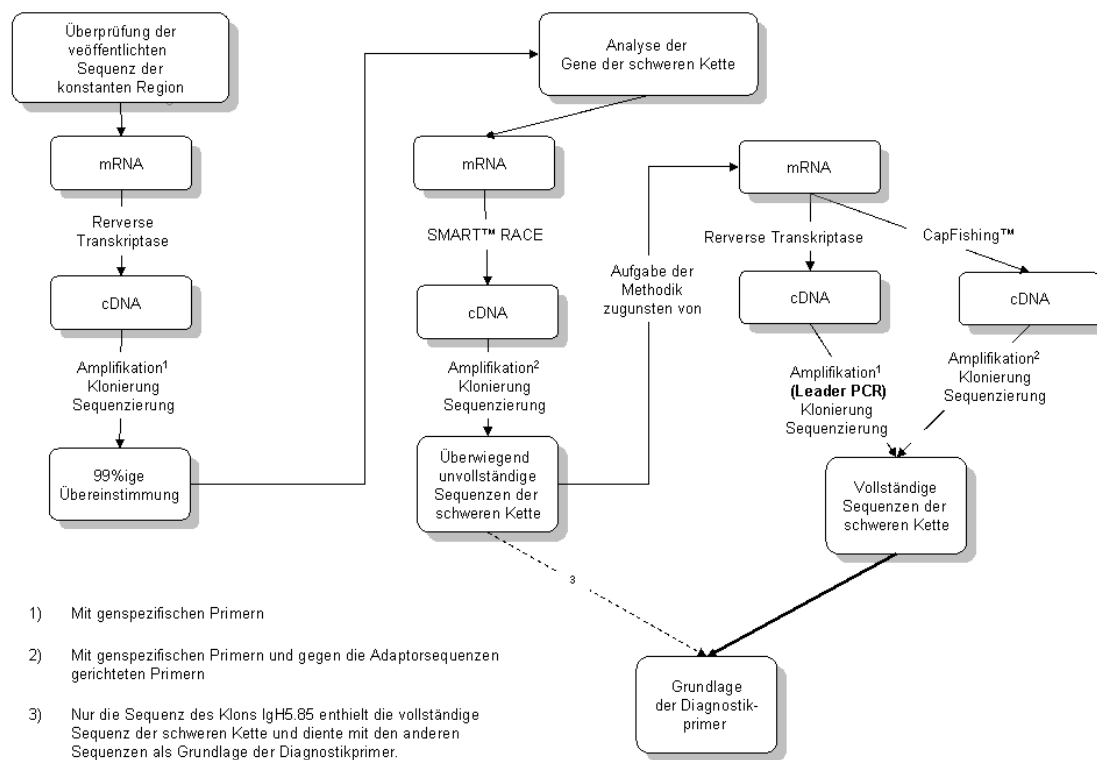 Überprüfung der
veöffentlichten
Sequenz der
konstanten Region
mRNA
Rerverse
Transkriptase
cDNA
Amplifikation¹
Klonierung
Sequenzierung
99%ige
Übereinstimmung
Analyse der
Gene der schweren Kette
mRNA
SMART™ RACE
cDNA
Amplifikation²
Klonierung
Sequenzierung
Überwiegend
unvollständige
Sequenzen der
schweren Kette
Aufgabe der
Methodik
zugunsten von
mRNA
Rerverse Transkriptase
CapFishing™
cDNA
cDNA
Amplifikation¹
(Leader PCR)
Klonierung
Sequenzierung
Amplifikation²
Klonierung
Sequenzierung
Vollständige
Sequenzen der
schweren Kette
3
Grundlage
der Diagnostik-
primer
1) Mit genspezifischen Primern
2) Mit genspezifischen Primern und gegen die Adaptorsequenzen
gerichteten Primern
3) Nur die Sequenz des Klons IgH5.85 enthielt die vollständige
Sequenz der schweren Kette und diente mit den anderen
Sequenzen als Grundlage der Diagnostikprimer.